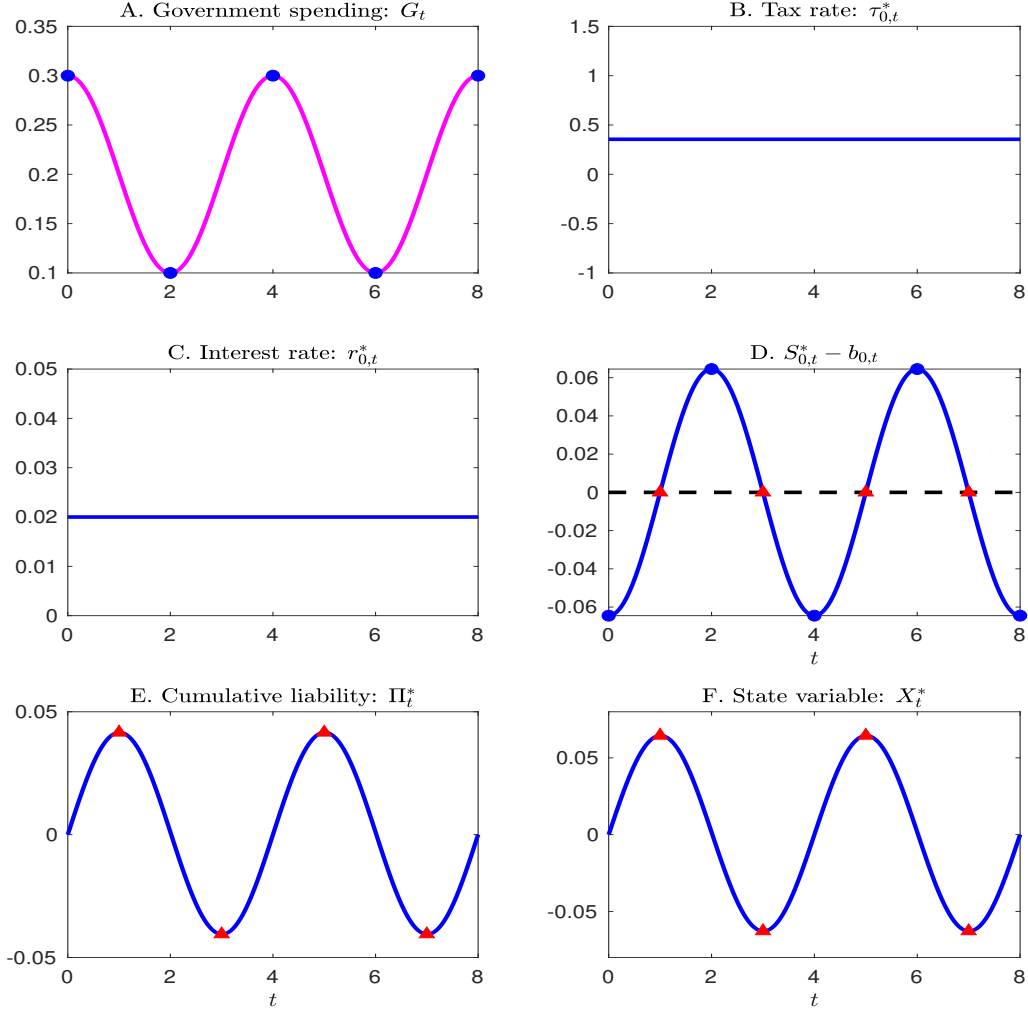 A. Government spending: $G_t$
0.35
0.3
0.25
0.2
0.15
0.1
0 2 4 6 8
B. Tax rate: $\tau_{0,t}^*$
1.5
1
0.5
0
-0.5
-1
0 2 4 6 8
C. Interest rate: $r_{0,t}^*$
0.05
0.04
0.03
0.02
0.01
0
0 2 4 6 8
D. $S_{0,t}^* - b_{0,t}$
0.06
0.04
0.02
0
-0.02
-0.04
-0.06
0 2 4 6 8
$t$
E. Cumulative liability: $\Pi_t^*$
0.05
0
-0.05
0 2 4 6 8
$t$
F. State variable: $X_t^*$
0.05
0
-0.05
0 2 4 6 8
$t$